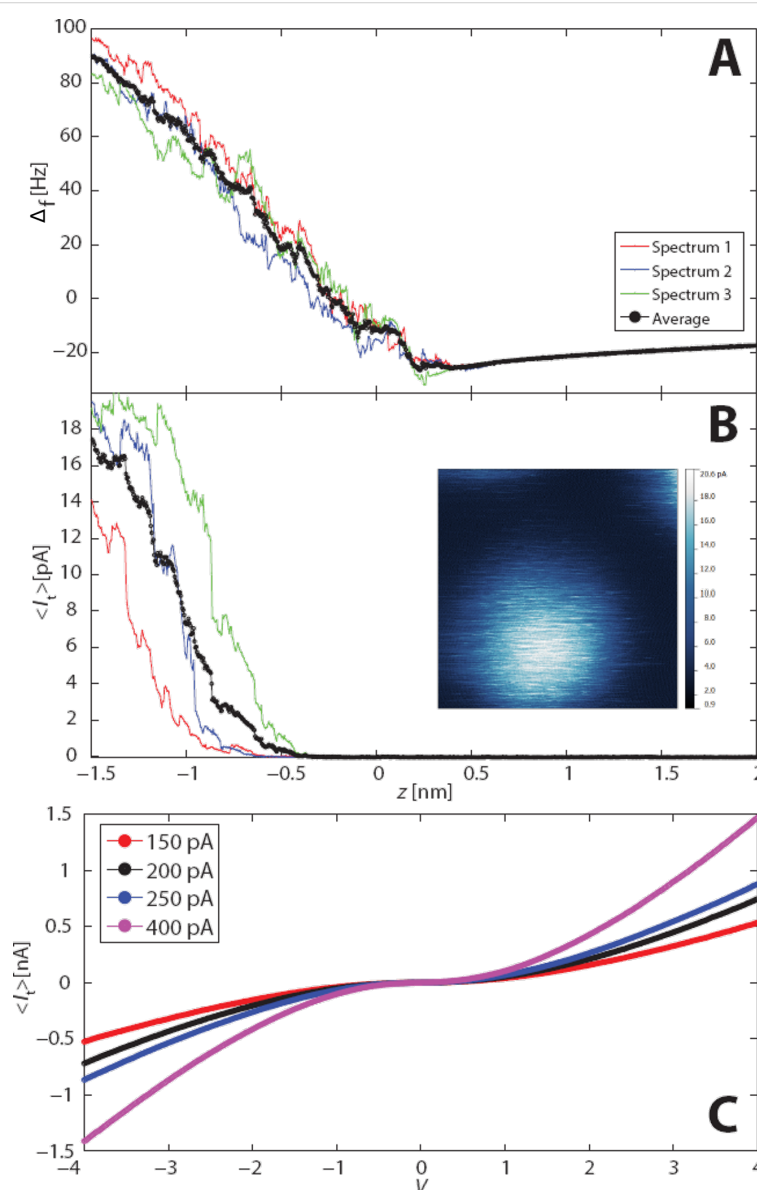 A
100
80
60
40
20
0
−20
Δf [Hz]
Spectrum 1
Spectrum 2
Spectrum 3
Average
B
18
16
14
12
10
8
6
4
2
0
<It>[pA]
20.6 pA
18.0
16.0
14.0
12.0
10.0
8.0
6.0
4.0
2.0
0.9
−1.5 −1 −0.5 0 0.5 1 1.5 2
z [nm]
1.5
1
0.5
0
−0.5
−1
−1.5
<It>[nA]
150 pA
200 pA
250 pA
400 pA
C
−4 −3 −2 −1 0 1 2 3 4
V